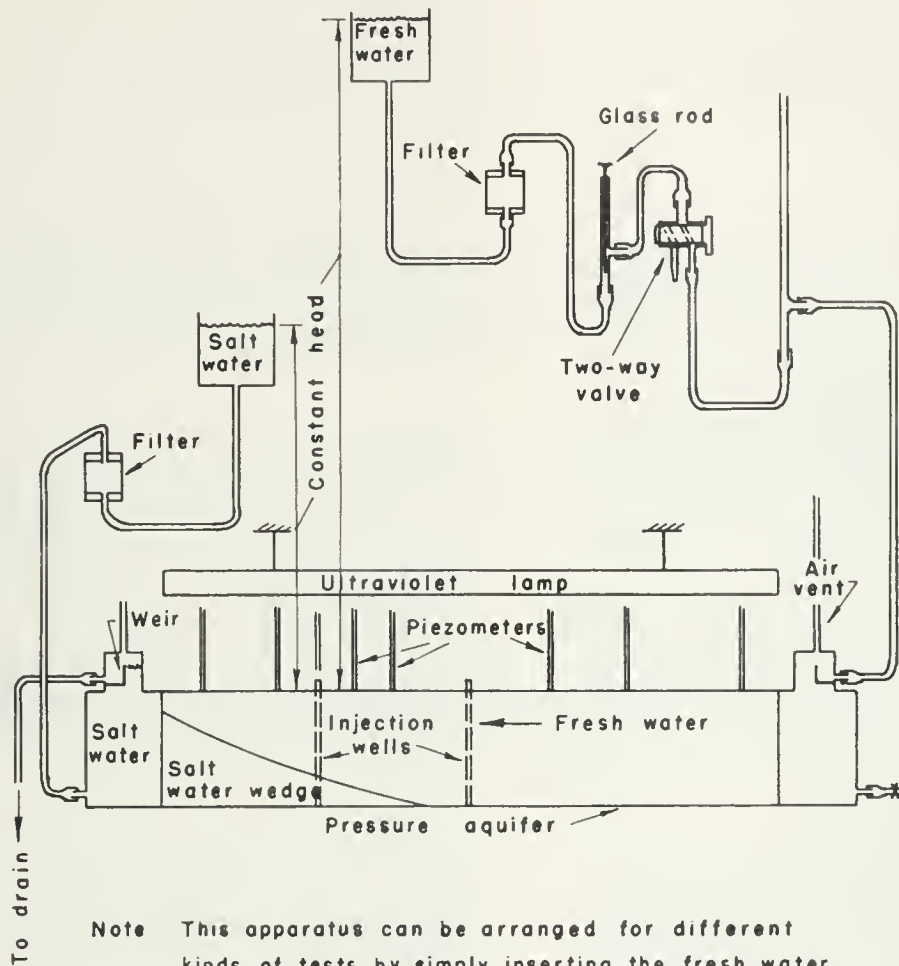 Fresh
water
Glass rod
Filter
Constant head
Salt
water
Two-way
valve
Filter
Ultraviolet lamp
Air
vent
Weir
Piezometers
Salt
water
Injection
wells
Fresh water
Salt
water wedge
Pressure aquifer
To drain
Note This apparatus can be arranged for different
kinds of tests by simply inserting the fresh water